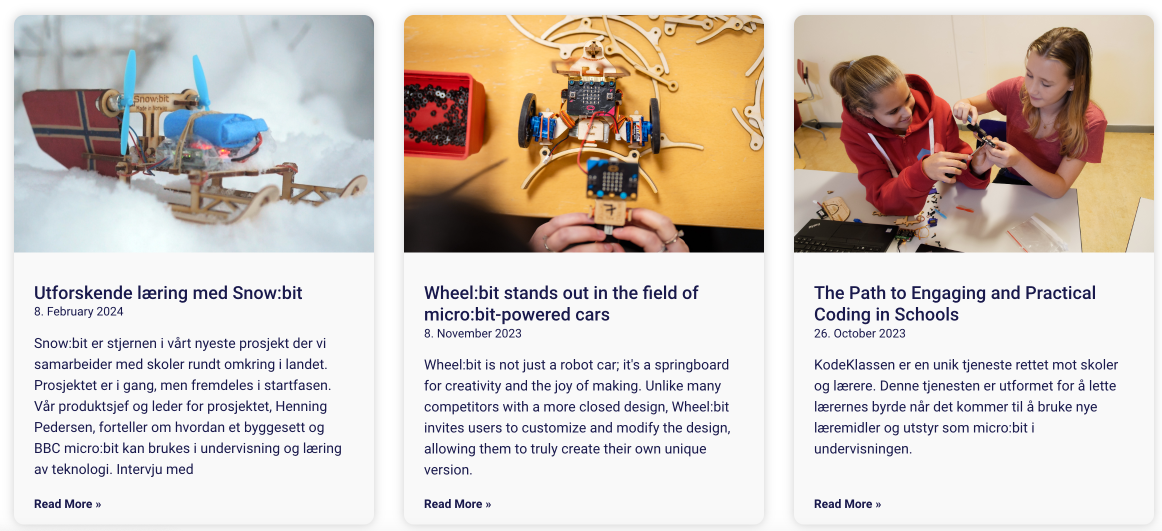 Snow:bit
Made in Norway
Utforskende læring med Snow:bit
8. February 2024
Snow:bit er stjernen i vårt nyeste prosjekt der vi
samarbeider med skoler rundt omkring i landet.
Prosjektet er i gang, men fremdeles i startfasen.
Vår produktsjef og leder for prosjektet, Henning
Pedersen, forteller om hvordan et byggesett og
BBC micro:bit kan brukes i undervisning og læring
av teknologi. Intervju med
Read More »
Wheel:bit stands out in the field of
micro:bit-powered cars
8. November 2023
Wheel:bit is not just a robot car; it's a springboard
for creativity and the joy of making. Unlike many
competitors with a more closed design, Wheel:bit
invites users to customize and modify the design,
allowing them to truly create their own unique
version.
Read More »
The Path to Engaging and Practical
Coding in Schools
26. October 2023
KodeKlassen er en unik tjeneste rettet mot skoler
og lærere. Denne tjenesten er utformet for å lette
lærernes byrde når det kommer til å bruke nye
læremidler og utstyr som micro:bit i
undervisningen.
Read More »